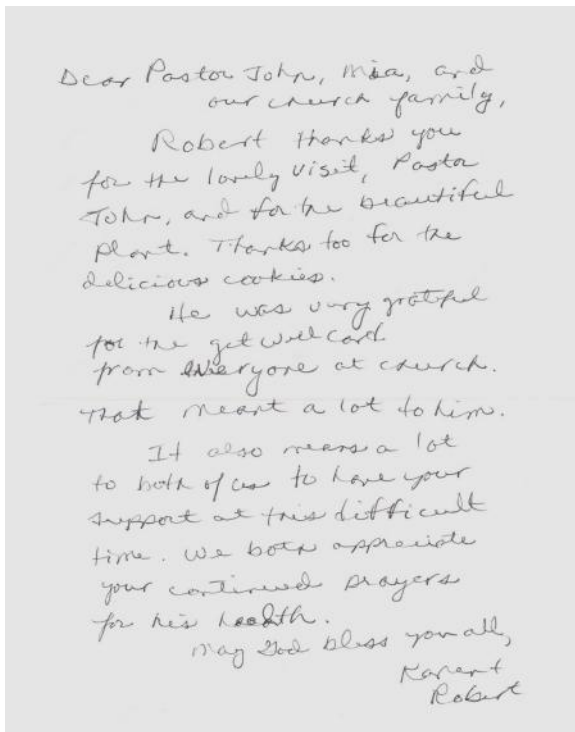 Dear Pastor John, Mia, and
our church family,
Robert thanks you
for the lovely visit, Pastor
John, and for the beautiful
plant. Thanks too for the
delicious cookies.
He was very grateful
for the get well card
from everyone at church.
That meant a lot to him.
It also means a lot
to both of us to have your
support at this difficult
time. We both appreciate
your continued prayers
for his health.
May God bless you all,
Karen +
Robert